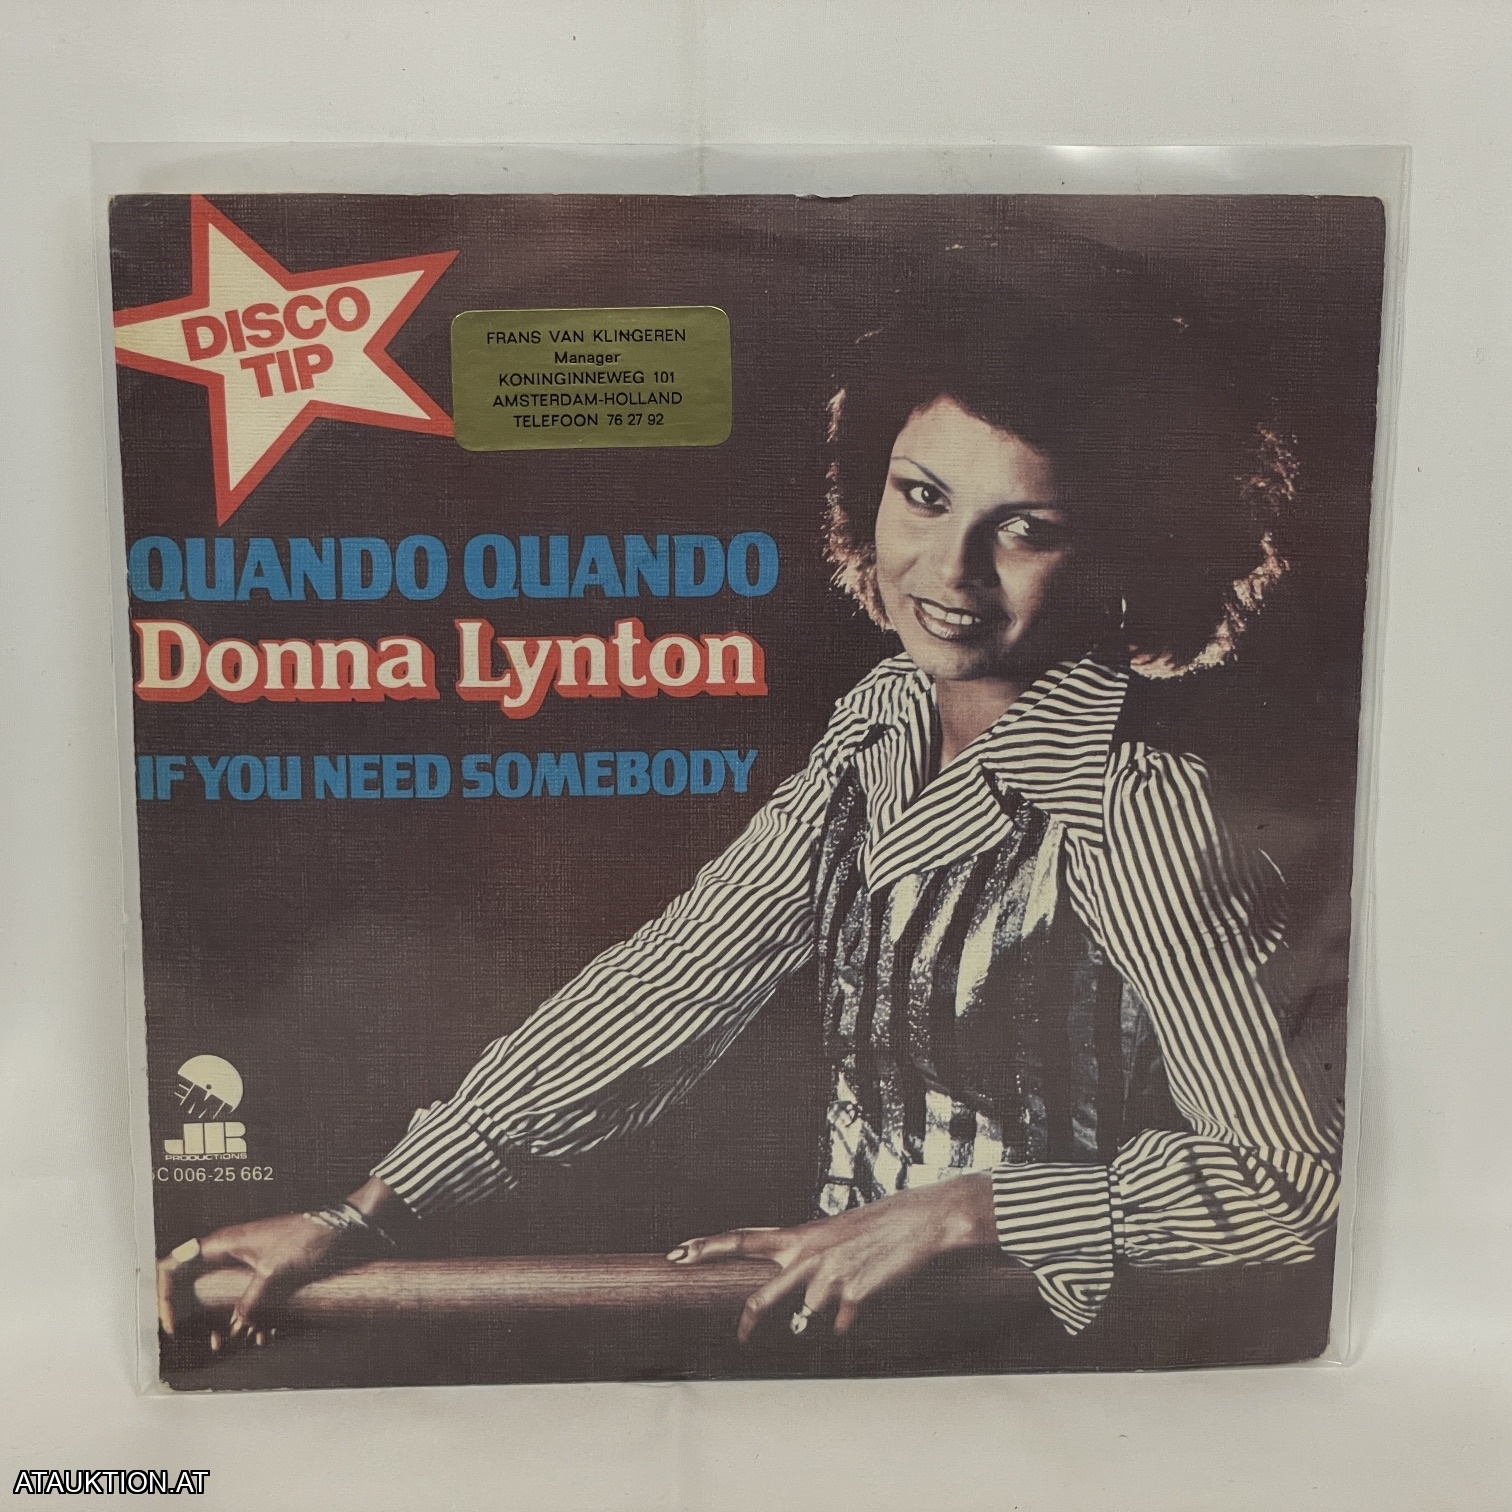 DISCO
TIP
FRANS VAN KLINGEREN
Manager
KONINGINNEWEG 101
AMSTERDAM-HOLLAND
TELEFOON 76 27 92
QUANDO QUANDO
Donna Lynton
IF YOU NEED SOMEBODY
EMI
JR
PRODUCTIONS
5C 006-25 662
ATAUKTION.AT